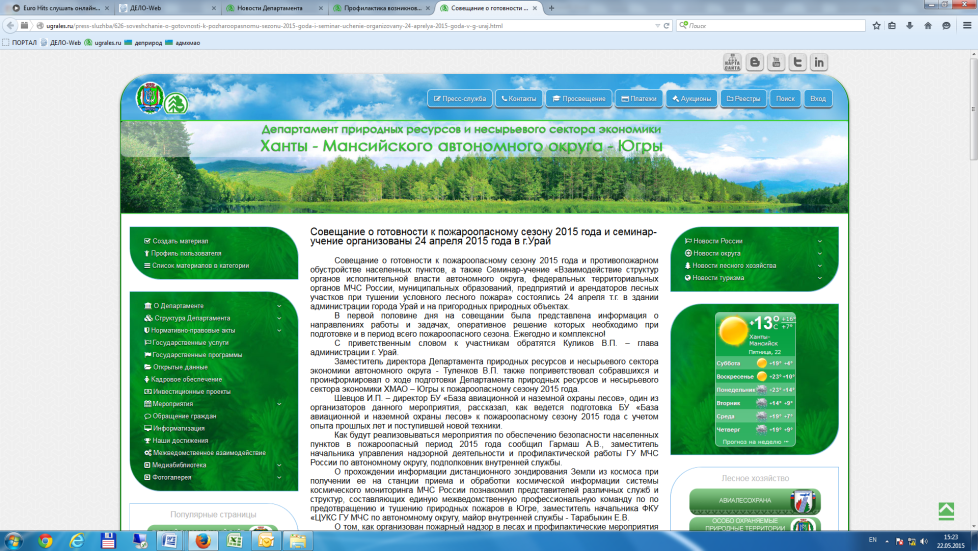 Euro Hits слушать онлайн...
ДЕЛО-Web
Новости Департамента
Профилактика возникнов...
Совещание о готовности ...
ugrales.ru/press-sluzhba/626-soveshchanie-o-gotovnosti-k-pozharoopasnomu-sezonu-2015-goda-i-seminar-uchenie-organizovany-24-aprelya-2015-goda-v-g-uraj.html
Поиск
ПОРТАЛ
ДЕЛО-Web
ugrales.ru
деприрод
адмхмао
КАРТА САЙТА
Пресс-служба
Контакты
Просвещение
Платежи
Аукционы
Реестры
Поиск
Вход
Департамент природных ресурсов и несырьевого сектора экономики
Ханты - Мансийского автономного округа - Югры
Создать материал
Профиль пользователя
Список материалов в категории
О Департаменте
Структура Департамента
Нормативно-правовые акты
Государственные услуги
Государственные программы
Открытые данные
Кадровое обеспечение
Инвестиционные проекты
Мероприятия
Обращение граждан
Информатизация
Наши достижения
Межведомственное взаимодействие
Медиабиблиотека
Фотогалерея
Популярные страницы
Совещание о готовности к пожароопасному сезону 2015 года и семинар-
учение организованы 24 апреля 2015 года в г.Урай
Совещание о готовности к пожароопасному сезону 2015 года и противопожарном
обустройстве населенных пунктов, а также Семинар-учение «Взаимодействие структур
органов исполнительной власти автономного округа, федеральных территориальных
органов МЧС России, муниципальных образований, предприятий и арендаторов лесных
участков при тушении условного лесного пожара» состоялись 24 апреля т.г. в здании
администрации города Урай и на пригородных природных объектах.
В первой половине дня на совещании была представлена информация о
направлениях работы и задачах, оперативное решение которых необходимо при
подготовке и в период всего пожароопасного сезона. Ежегодно и комплексно!
С приветственным словом к участникам обратятся Куликов В.П. – глава
администрации г. Урай.
Заместитель директора Департамента природных ресурсов и несырьевого сектора
экономики автономного округа - Тупенков В.П. также поприветствовал собравшихся и
проинформировал о ходе подготовки Департамента природных ресурсов и несырьевого
сектора экономики ХМАО – Югры к пожароопасному сезону 2015 года.
Шевцов И.П. – директор БУ «База авиационной и наземной охраны лесов», один из
организаторов данного мероприятия, рассказал, как ведется подготовка БУ «База
авиационной и наземной охраны лесов» к пожароопасному сезону 2015 года с учетом
опыта прошлых лет и поступившей новой техники.
Как будут реализовываться мероприятия по обеспечению безопасности населенных
пунктов в пожароопасный период 2015 года сообщил Гармаш А.В., заместитель
начальника управления надзорной деятельности и профилактической работы ГУ МЧС
России по автономному округу, подполковник внутренней службы.
О прохождении информации дистанционного зондирования Земли из космоса при
получении ее на станции приема и обработки космической информации системы
космического мониторинга МЧС России познакомил представителей различных служб и
структур, составляющих единую межведомственную профессиональную команду по по
предотвращению и тушению природных пожаров в Югре, заместитель начальника ФКУ
«ЦУКС ГУ МЧС по автономному округу, майор внутренней службы - Тарабыкин Е.В.
О том, как организован пожарный надзор в лесах и профилактические мероприятия
Новости России
Новости округа
Новости лесного хозяйства
Новости туризма
+13°C +16° +7°
Ханты-Мансийск
Пятница, 22
Суббота +19° +4°
Воскресенье +23° +10°
Понедельник +23° +14°
Вторник +14° +9°
Среда +19° +7°
Четверг +19° +9°
Прогноз на неделю
Лесное хозяйство
АВИАЛЕСОХРАНА
ОСОБО ОХРАНЯЕМЫЕ
ПРИРОДНЫЕ ТЕРРИТОРИИ
EN
15:23
22.05.2015